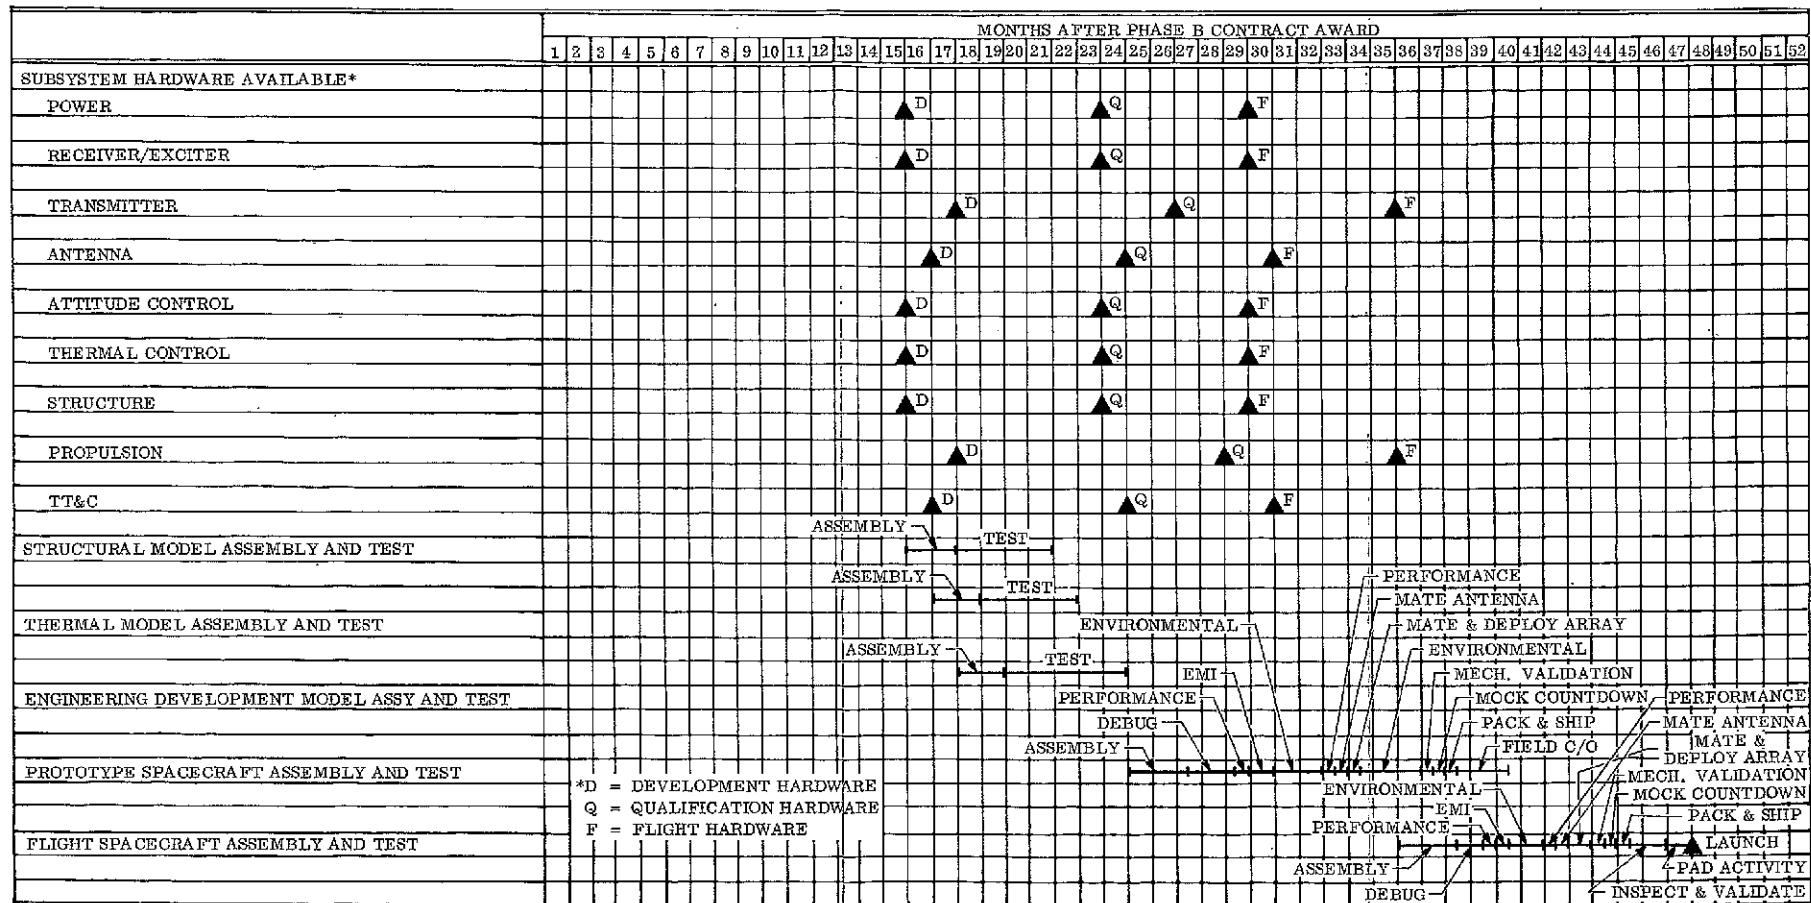 MONTHS AFTER PHASE B CONTRACT AWARD
1 2 3 4 5 6 7 8 9 10 11 12 13 14 15 16 17 18 19 20 21 22 23 24 25 26 27 28 29 30 31 32 33 34 35 36 37 38 39 40 41 42 43 44 45 46 47 48 49 50 51 52
SUBSYSTEM HARDWARE AVAILABLE*
POWER D Q F
RECEIVER/EXCITER D Q F
TRANSMITTER D Q F
ANTENNA D Q F
ATTITUDE CONTROL D Q F
THERMAL CONTROL D Q F
STRUCTURE D Q F
PROPULSION D Q F
TT&C D Q F
ASSEMBLY
STRUCTURAL MODEL ASSEMBLY AND TEST TEST
ASSEMBLY TEST PERFORMANCE
MATE ANTENNA
THERMAL MODEL ASSEMBLY AND TEST ENVIRONMENTAL MATE & DEPLOY ARRAY
ASSEMBLY TEST ENVIRONMENTAL
EMI MECH. VALIDATION
ENGINEERING DEVELOPMENT MODEL ASSY AND TEST PERFORMANCE MOCK COUNTDOWN PERFORMANCE
DEBUG PACK & SHIP MATE ANTENNA
ASSEMBLY FIELD C/O MATE &
DEPLOY ARRAY
PROTOTYPE SPACECRAFT ASSEMBLY AND TEST MECH. VALIDATION
*D = DEVELOPMENT HARDWARE ENVIRONMENTAL MOCK COUNTDOWN
Q = QUALIFICATION HARDWARE EMI PACK & SHIP
F = FLIGHT HARDWARE PERFORMANCE
FLIGHT SPACECRAFT ASSEMBLY AND TEST LAUNCH
ASSEMBLY PAD ACTIVITY
DEBUG INSPECT & VALIDATE